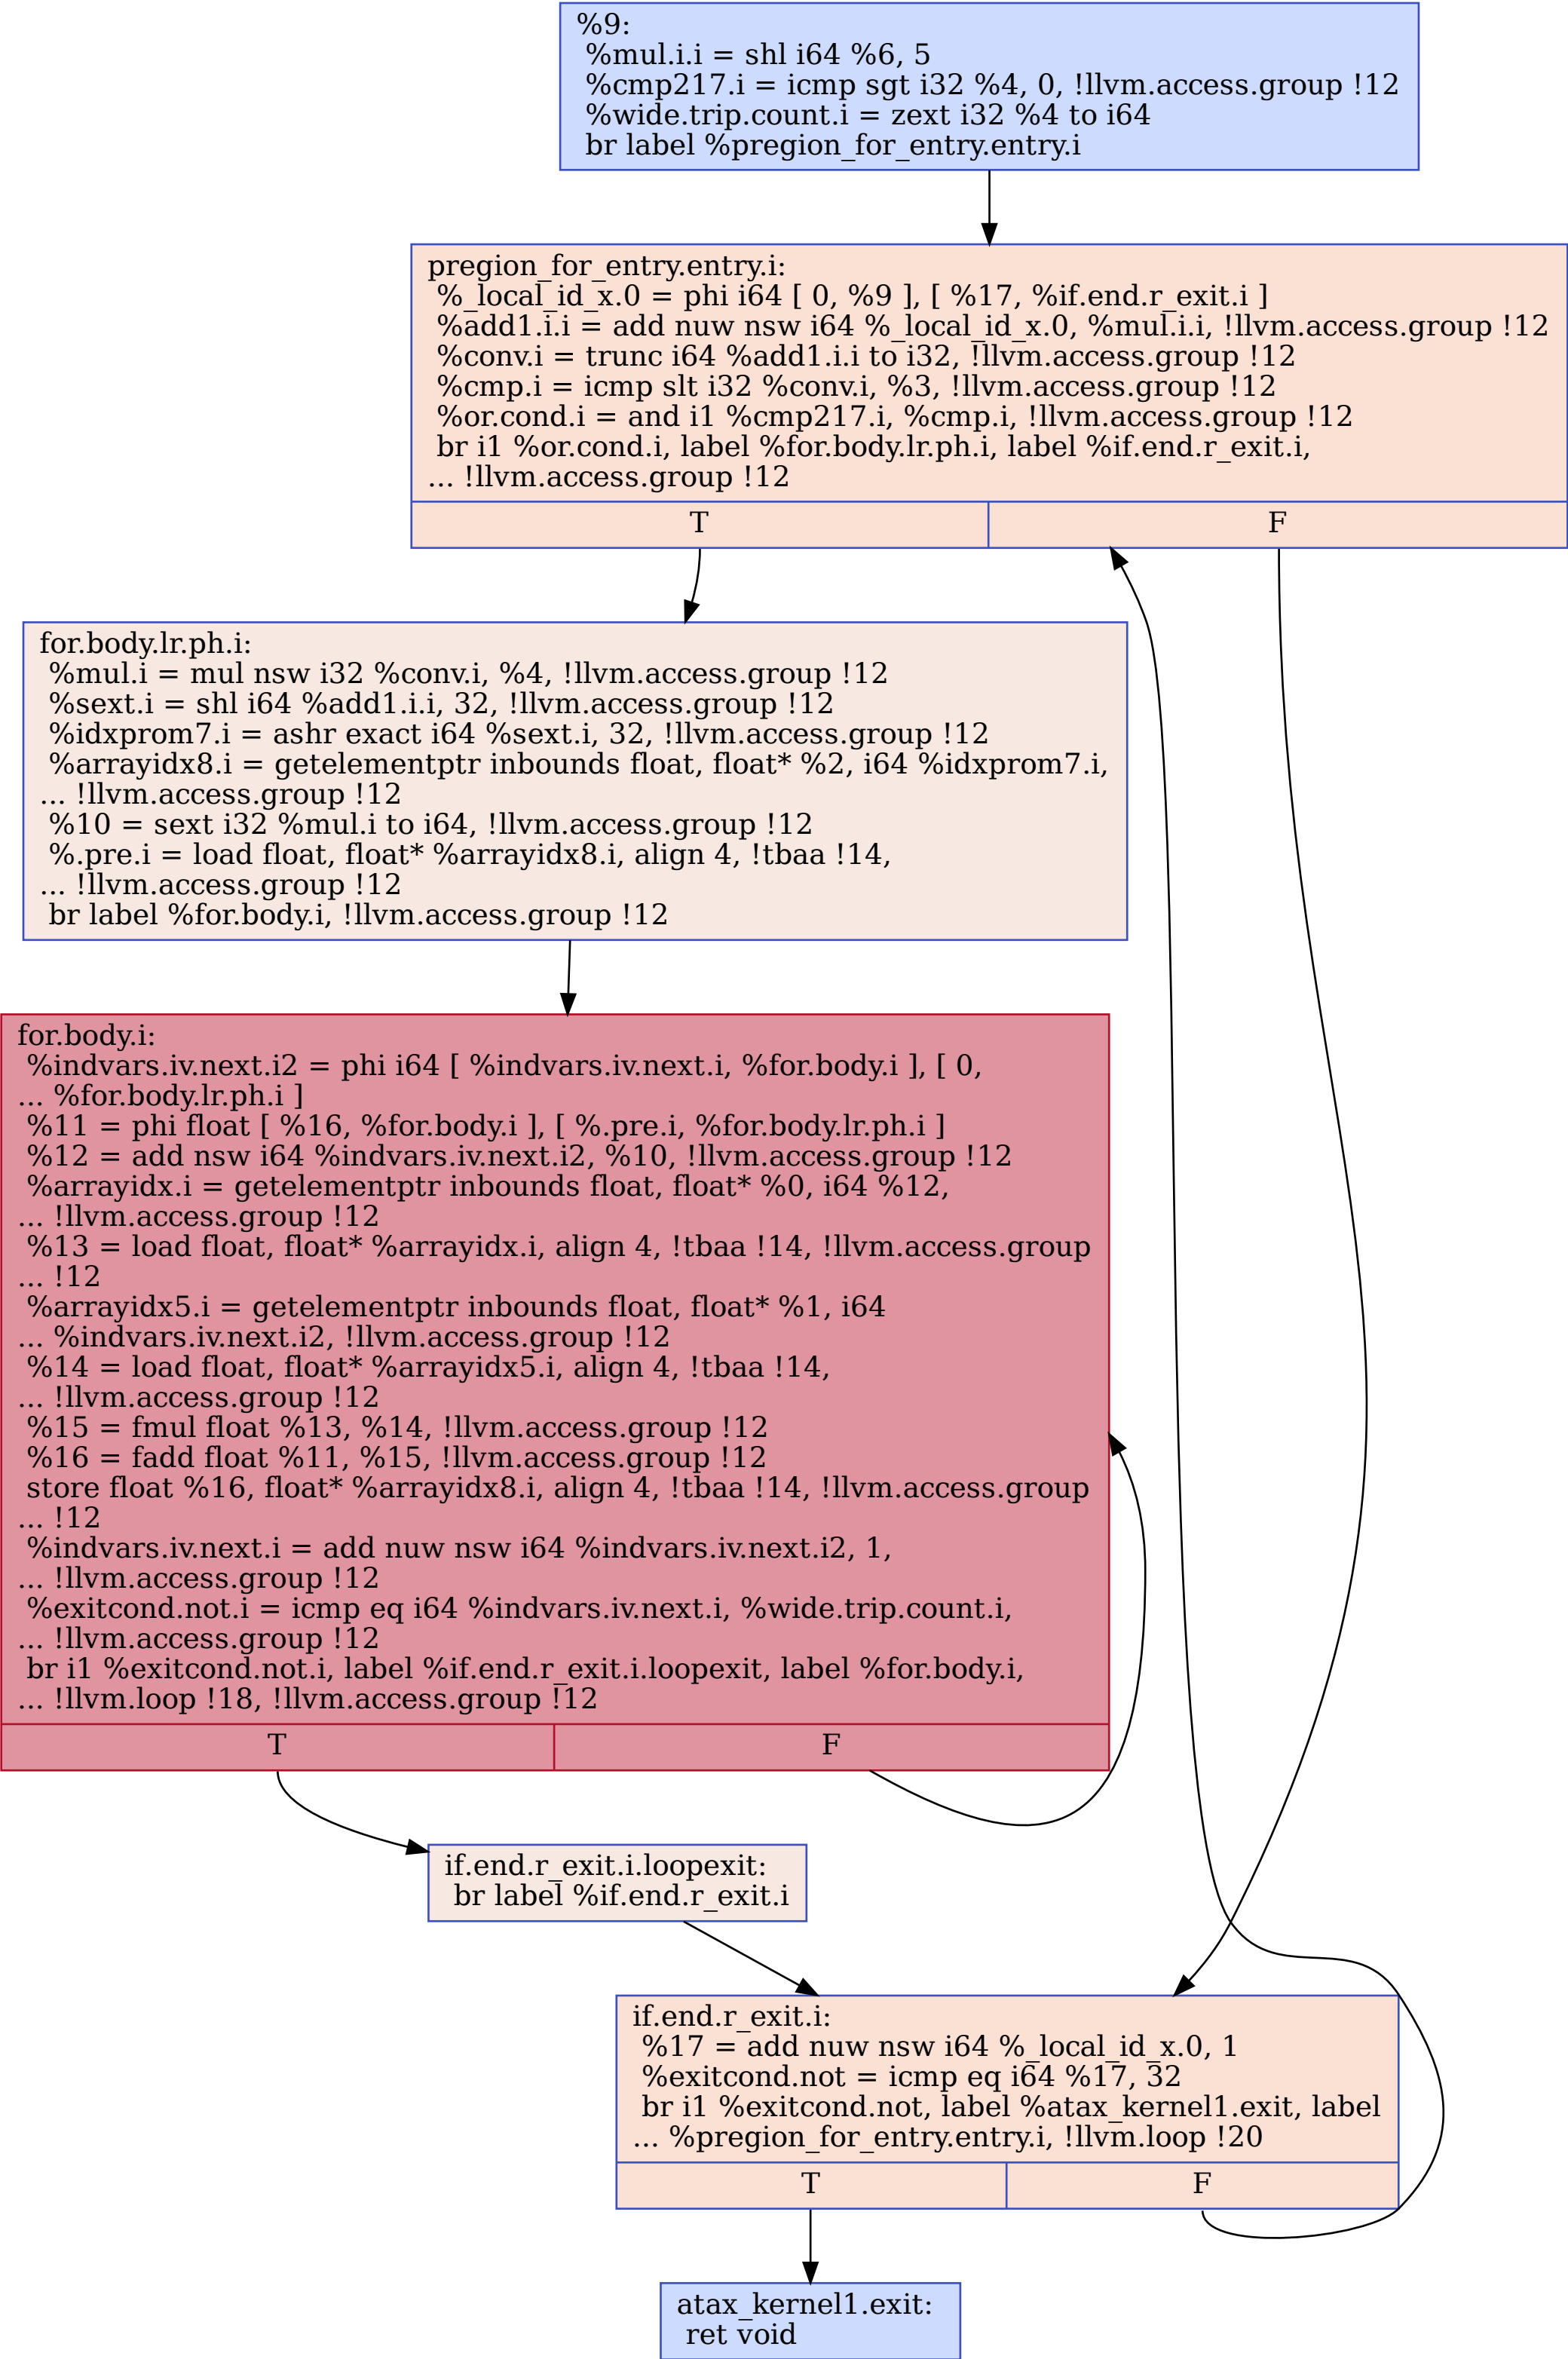 %9:
%mul.i.i = shl i64 %6, 5
%cmp217.i = icmp sgt i32 %4, 0, !llvm.access.group !12
%wide.trip.count.i = zext i32 %4 to i64
br label %pregion_for_entry.entry.i
pregion_for_entry.entry.i:
%_local_id_x.0 = phi i64 [ 0, %9 ], [ %17, %if.end.r_exit.i ]
%add1.i.i = add nuw nsw i64 %_local_id_x.0, %mul.i.i, !llvm.access.group !12
%conv.i = trunc i64 %add1.i.i to i32, !llvm.access.group !12
%cmp.i = icmp slt i32 %conv.i, %3, !llvm.access.group !12
%or.cond.i = and i1 %cmp217.i, %cmp.i, !llvm.access.group !12
br i1 %or.cond.i, label %for.body.lr.ph.i, label %if.end.r_exit.i,
... !llvm.access.group !12
T
F
for.body.lr.ph.i:
%mul.i = mul nsw i32 %conv.i, %4, !llvm.access.group !12
%sext.i = shl i64 %add1.i.i, 32, !llvm.access.group !12
%idxprom7.i = ashr exact i64 %sext.i, 32, !llvm.access.group !12
%arrayidx8.i = getelementptr inbounds float, float* %2, i64 %idxprom7.i,
... !llvm.access.group !12
%10 = sext i32 %mul.i to i64, !llvm.access.group !12
%.pre.i = load float, float* %arrayidx8.i, align 4, !tbaa !14,
... !llvm.access.group !12
br label %for.body.i, !llvm.access.group !12
for.body.i:
%indvars.iv.next.i2 = phi i64 [ %indvars.iv.next.i, %for.body.i ], [ 0,
... %for.body.lr.ph.i ]
%11 = phi float [ %16, %for.body.i ], [ %.pre.i, %for.body.lr.ph.i ]
%12 = add nsw i64 %indvars.iv.next.i2, %10, !llvm.access.group !12
%arrayidx.i = getelementptr inbounds float, float* %0, i64 %12,
... !llvm.access.group !12
%13 = load float, float* %arrayidx.i, align 4, !tbaa !14, !llvm.access.group
... !12
%arrayidx5.i = getelementptr inbounds float, float* %1, i64
... %indvars.iv.next.i2, !llvm.access.group !12
%14 = load float, float* %arrayidx5.i, align 4, !tbaa !14,
... !llvm.access.group !12
%15 = fmul float %13, %14, !llvm.access.group !12
%16 = fadd float %11, %15, !llvm.access.group !12
store float %16, float* %arrayidx8.i, align 4, !tbaa !14, !llvm.access.group
... !12
%indvars.iv.next.i = add nuw nsw i64 %indvars.iv.next.i2, 1,
... !llvm.access.group !12
%exitcond.not.i = icmp eq i64 %indvars.iv.next.i, %wide.trip.count.i,
... !llvm.access.group !12
br i1 %exitcond.not.i, label %if.end.r_exit.i.loopexit, label %for.body.i,
... !llvm.loop !18, !llvm.access.group !12
T
F
if.end.r_exit.i.loopexit:
br label %if.end.r_exit.i
if.end.r_exit.i:
%17 = add nuw nsw i64 %_local_id_x.0, 1
%exitcond.not = icmp eq i64 %17, 32
br i1 %exitcond.not, label %atax_kernel1.exit, label
... %pregion_for_entry.entry.i, !llvm.loop !20
T
F
atax_kernel1.exit:
ret void